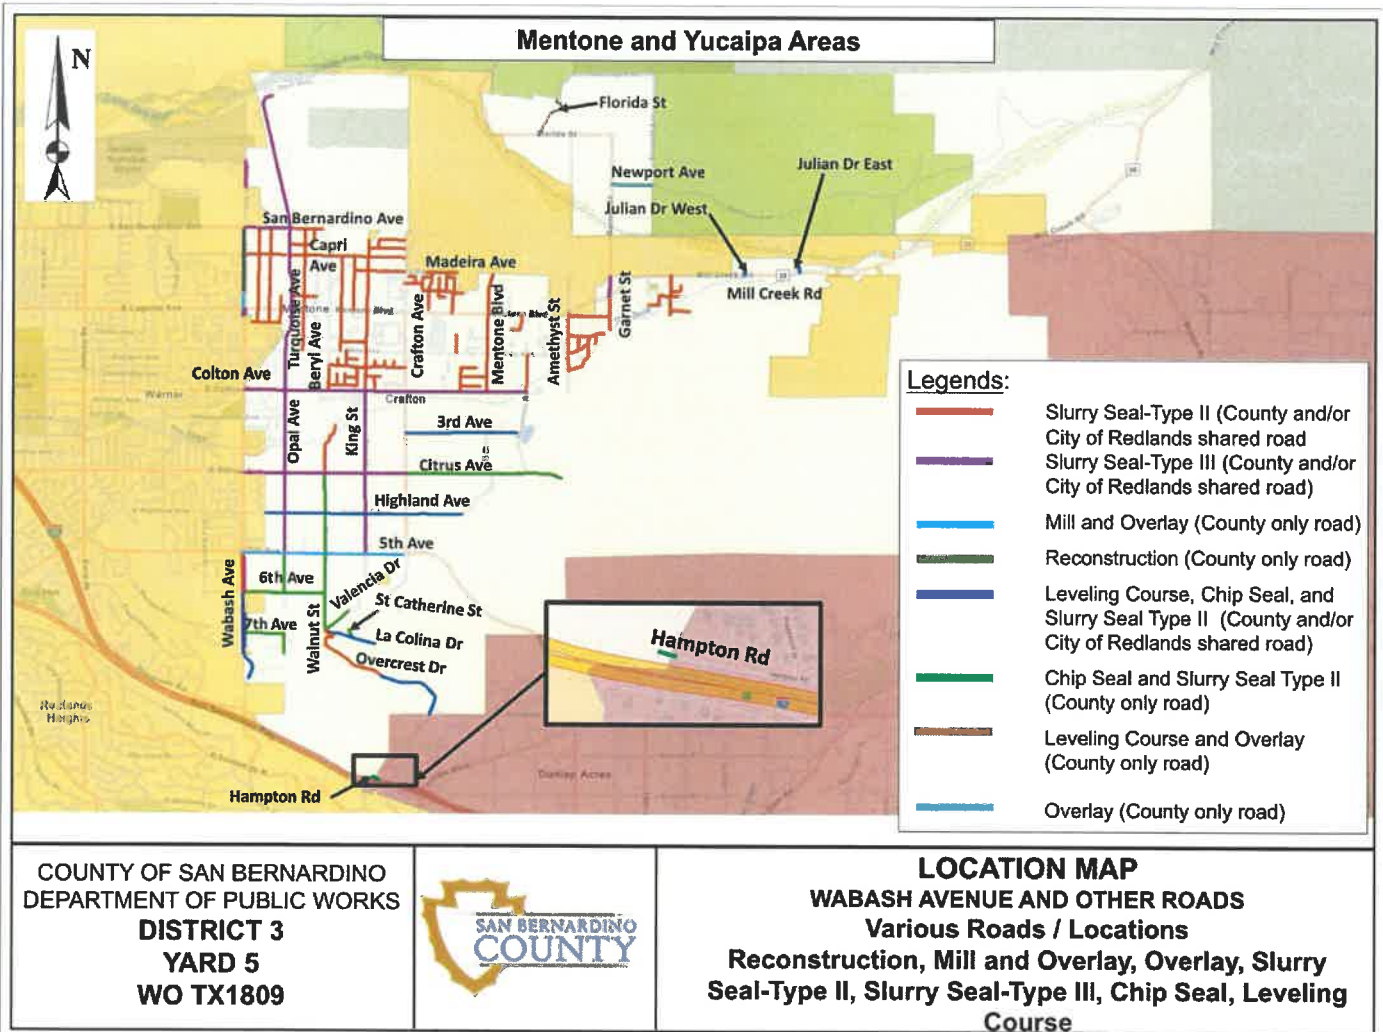 Mentone and Yucaipa Areas
N
Florida St
Florida St
Newport Ave
Julian Dr East
Julian Dr West
San Bernardino Ave
Capri
Ave
Madeira Ave
Mill Creek Rd
Garnet St
Turquoise Ave
Beryl Ave
Crafton Ave
Mentone Blvd
Amethyst St
Blvd
Colton Ave
Warner
Crafton
Opal Ave
King St
3rd Ave
Citrus Ave
Highland Ave
5th Ave
6th Ave
Valencia Dr
St Catherine St
Wabash Ave
7th Ave
Walnut St
La Colina Dr
Overcrest Dr
Hampton Rd
Redlands
Heights
Dunlap Acres
Hampton Rd
Legends:
Slurry Seal-Type II (County and/or
City of Redlands shared road
Slurry Seal-Type III (County and/or
City of Redlands shared road)
Mill and Overlay (County only road)
Reconstruction (County only road)
Leveling Course, Chip Seal, and
Slurry Seal Type II (County and/or
City of Redlands shared road)
Chip Seal and Slurry Seal Type II
(County only road)
Leveling Course and Overlay
(County only road)
Overlay (County only road)
COUNTY OF SAN BERNARDINO
DEPARTMENT OF PUBLIC WORKS
DISTRICT 3
YARD 5
WO TX1809
SAN BERNARDINO
COUNTY
LOCATION MAP
WABASH AVENUE AND OTHER ROADS
Various Roads / Locations
Reconstruction, Mill and Overlay, Overlay, Slurry
Seal-Type II, Slurry Seal-Type III, Chip Seal, Leveling
Course